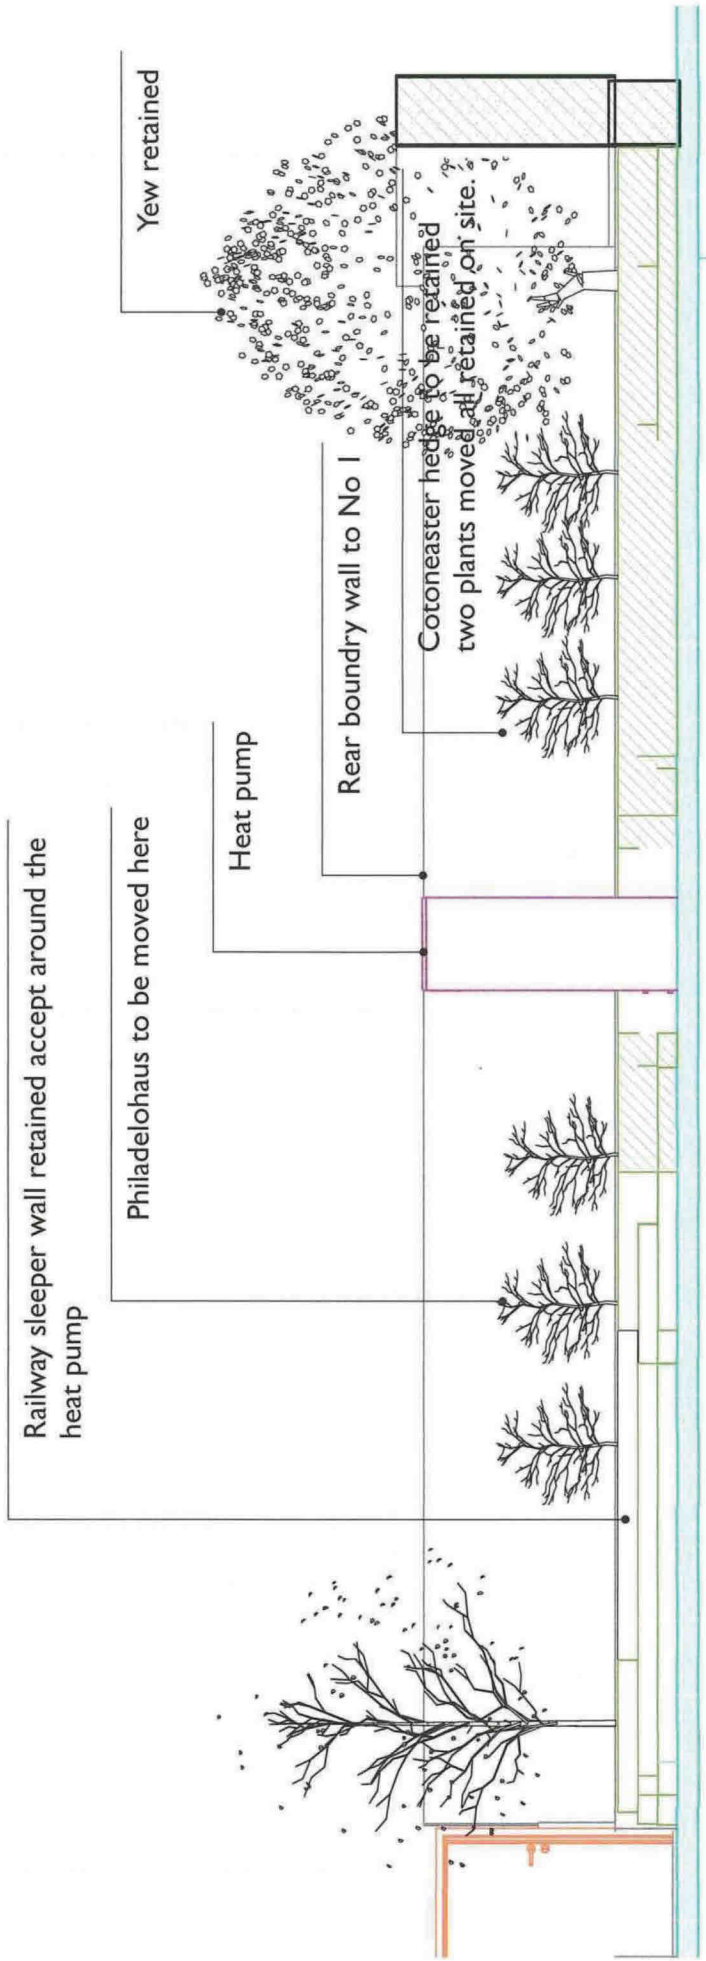 Railway sleeper wall retained accept around the
heat pump
Philadelohaus to be moved here
Heat pump
Rear boundry wall to No 1
Cotoneaster hedge to be retained
two plants moved all retained on site.
Yew retained